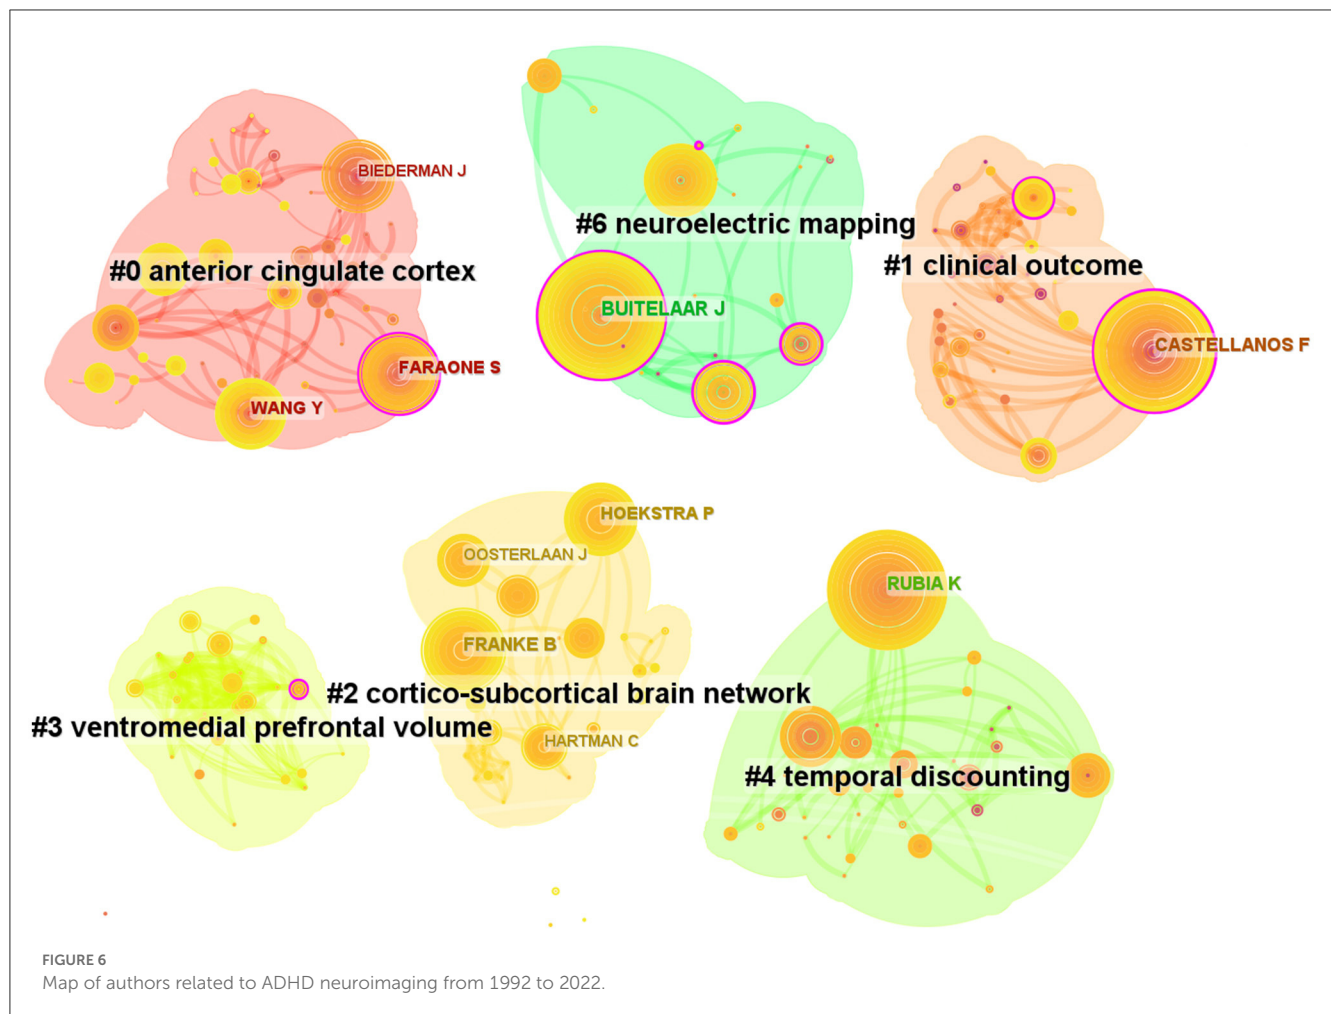 BIEDERMAN J
#6 neuroelectric mapping
#0 anterior cingulate cortex
#1 clinical outcome
BUITELAAR J
CASTELLANOS F
FARAONE S
WANG Y
HOEKSTRA P
OOSTERLAAN J
RUBIA K
FRANKE B
#2 cortico-subcortical brain network
#3 ventromedial prefrontal volume
HARTMAN C
#4 temporal discounting
FIGURE 6
Map of authors related to ADHD neuroimaging from 1992 to 2022.